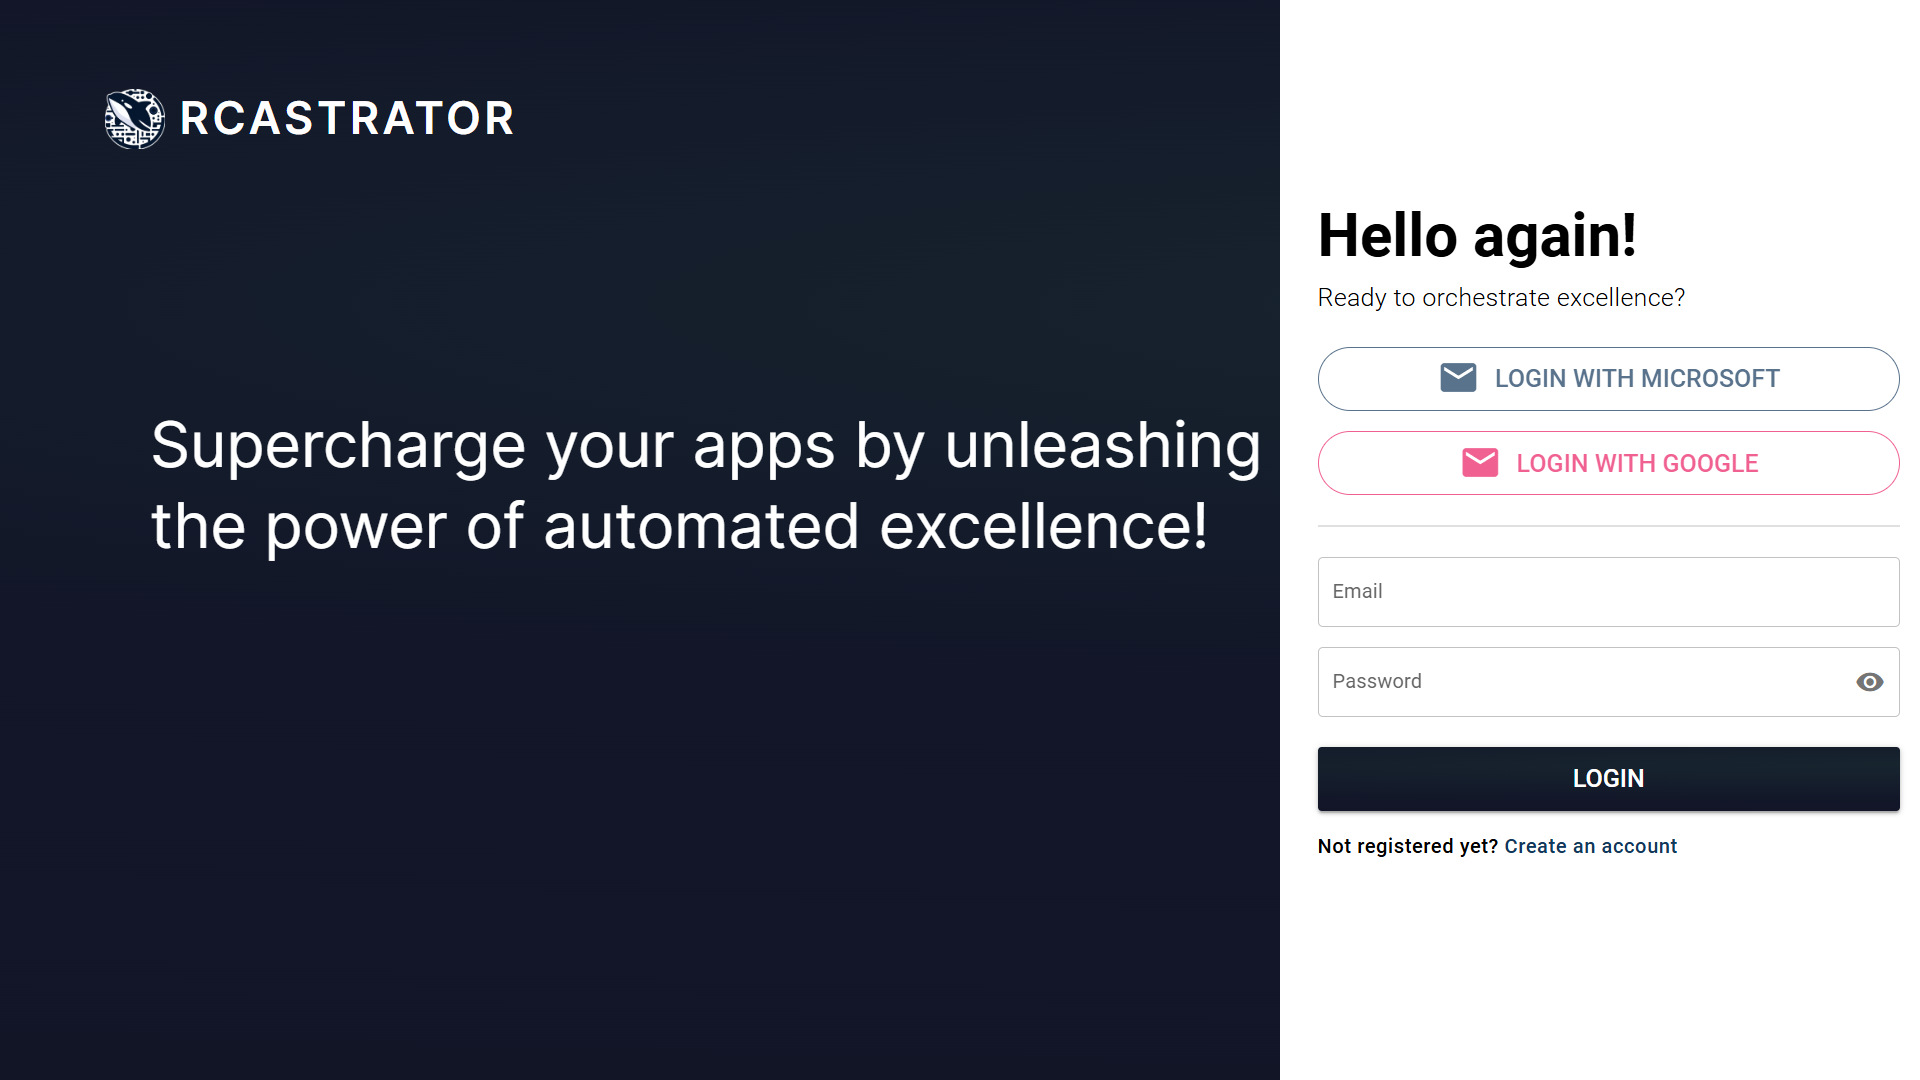 RCASTRATOR
Supercharge your apps by unleashing
the power of automated excellence!
Hello again!
Ready to orchestrate excellence?
LOGIN WITH MICROSOFT
LOGIN WITH GOOGLE
Email
Password
LOGIN
Not registered yet? Create an account